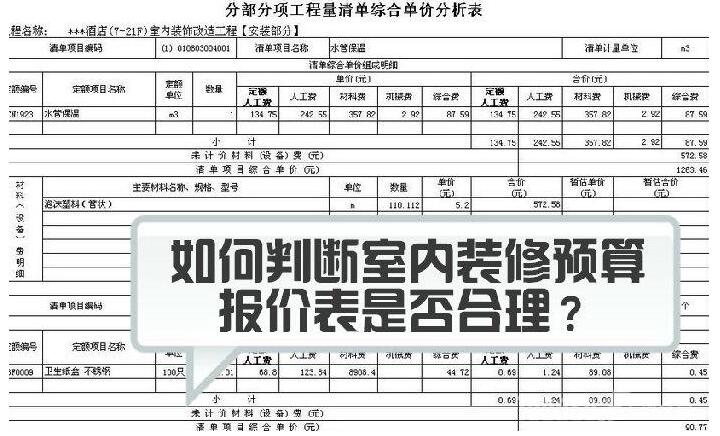 分部分项工程量清单综合单价分析表
程名称: ***酒店(7-21F)室内装饰改造工程【安装部分】
清单项目编码 (1) 010803004001 清单项目名称 水管保温 清单计量单位 m3
清单综合单价组成明细
定额编号 定额项目名称 定额单位 数量 单价(元) 合价(元)
定额人工费 人工费 材料费 机械费 综合费 定额人工费 人工费 材料费 机械费 综合费
1923 水管保温 m3 1 134.75 242.55 357.82 2.92 87.59 134.75 242.55 357.82 2.92 87.59
小 计 134.75 242.55 357.82 2.92 87.59
未计价材料(设备)费(元) 572.58
清单项目综合单价(元) 1263.46
材料(设备)费明细 主要材料名称、规格、型号 单位 数量 单价(元) 合价(元) 暂估单价(元) 暂估合价(元)
泡沫塑料(管状) m 110.112 5.2 572.58
如何判断室内装修预算
报价表是否合理?
清单项目编码 个
定额编号 定额项目名称 单位 人工费 人工费 材料费 机械费 综合费 人工费 人工费 材料费 机械费 综合费
0009 卫生纸盒 不锈钢 100只 .01 68.8 123.84 8908.4 44.72 0.69 1.24 89.08 0.45
小 计 0.69 1.24 89.08 0.45
未计价材料(设备)费(元)
清单项目综合单价(元) 90.77